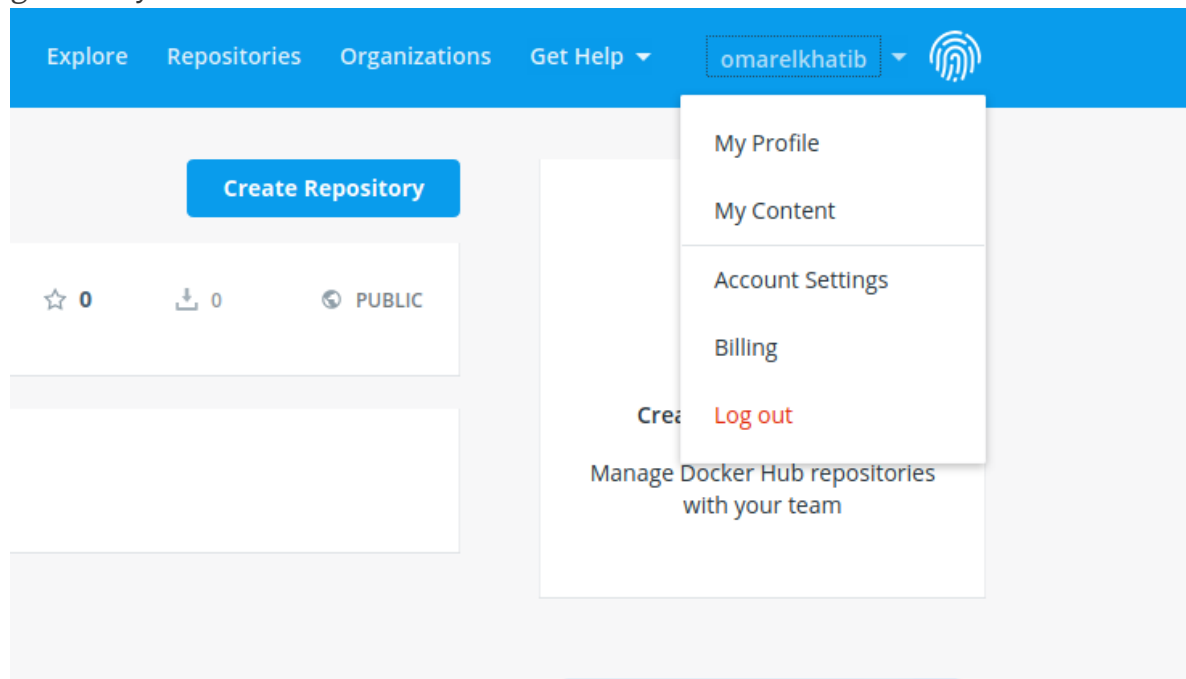 Explore Repositories Organizations Get Help omarelkhatib
My Profile
My Content
Account Settings
Billing
Log out
Create Repository
0 0 PUBLIC
Manage Docker Hub repositories
with your team